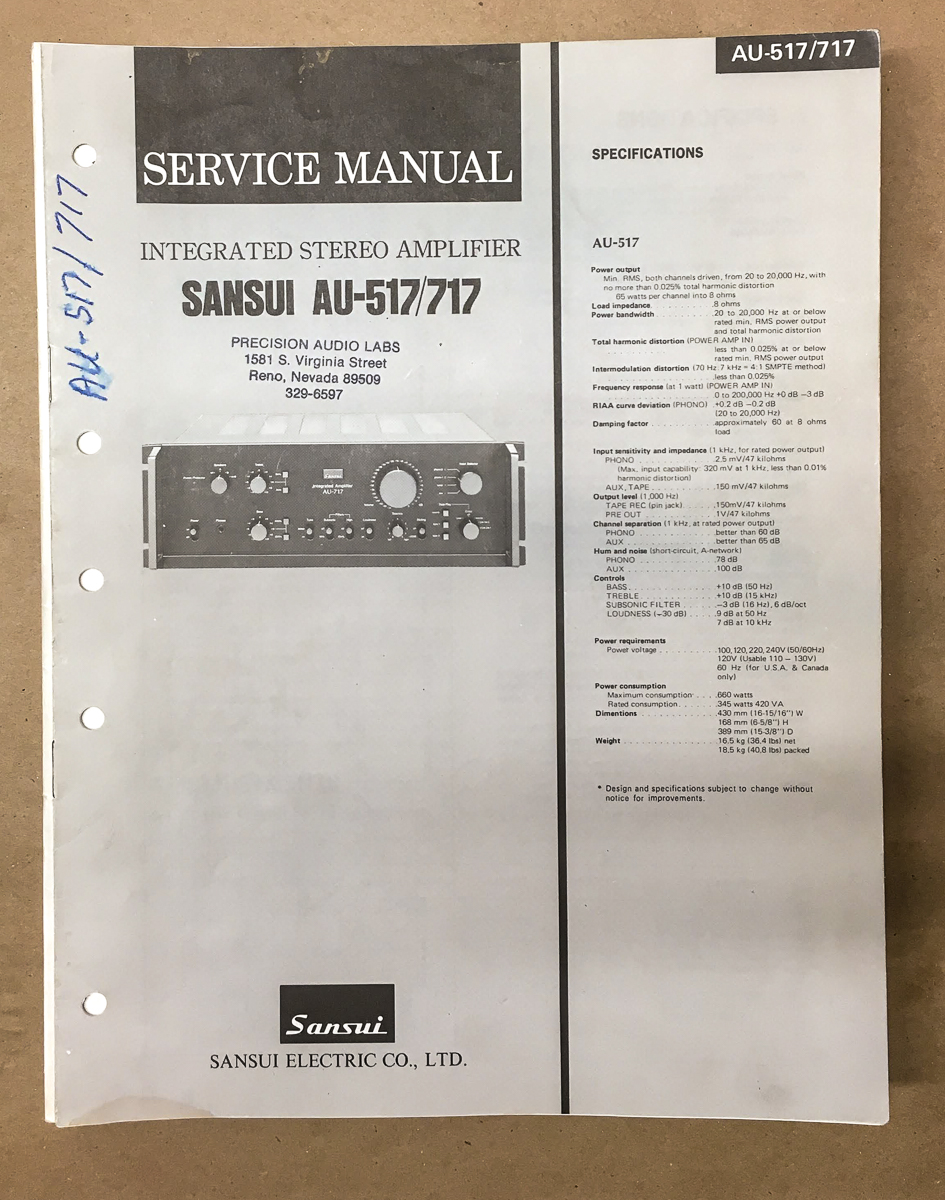 AU-517/717
SERVICE MANUAL
INTEGRATED STEREO AMPLIFIER
SANSUI AU-517/717
PRECISION AUDIO LABS
1581 S. Virginia Street
Reno, Nevada 89509
329-6597
Sansui
Integrated Amplifier
AU-717
Sansui
SANSUI ELECTRIC CO., LTD.
AU-517/717
SPECIFICATIONS
AU-517
Power output
Min. RMS, both channels driven, from 20 to 20,000 Hz, with
no more than 0.025% total harmonic distortion
65 watts per channel into 8 ohms
Load impedance . . . . . . . . . . . . 8 ohms
Power bandwidth . . . . . . . . . . . 20 to 20,000 Hz at or below
rated min. RMS power output
and total harmonic distortion
Total harmonic distortion (POWER AMP IN)
. . . . . . . . . . . less than 0.025% at or below
rated min. RMS power output
Intermodulation distortion (70 Hz:7 kHz = 4:1 SMPTE method)
. . . . . . . . . . . less than 0.025%
Frequency response (at 1 watt) (POWER AMP IN)
. . . . . . . . . . . 0 to 200,000 Hz +0 dB −3 dB
RIAA curve deviation (PHONO) . +0.2 dB −0.2 dB
(20 to 20,000 Hz)
Damping factor . . . . . . . . . . . . approximately 60 at 8 ohms
load
Input sensitivity and impedance (1 kHz, for rated power output)
PHONO . . . . . . . . . . . . 2.5 mV/47 kilohms
(Max. input capability: 320 mV at 1 kHz, less than 0.01%
harmonic distortion)
AUX, TAPE . . . . . . . . . . . 150 mV/47 kilohms
Output level (1,000 Hz)
TAPE REC (pin jack) . . . . . . . 150mV/47 kilohms
PRE OUT . . . . . . . . . . . . 1V/47 kilohms
Channel separation (1 kHz, at rated power output)
PHONO . . . . . . . . . . . . better than 60 dB
AUX . . . . . . . . . . . . . . better than 65 dB
Hum and noise (short-circuit, A-network)
PHONO . . . . . . . . . . . . 78 dB
AUX . . . . . . . . . . . . . . 100 dB
Controls
BASS . . . . . . . . . . . . . . +10 dB (50 Hz)
TREBLE . . . . . . . . . . . . +10 dB (15 kHz)
SUBSONIC FILTER . . . . . . −3 dB (16 Hz), 6 dB/oct
LOUDNESS (−30 dB) . . . . . . 9 dB at 50 Hz
7 dB at 10 kHz
Power requirements
Power voltage . . . . . . . . . . 100,120,220,240V (50/60Hz)
120V (Usable 110 − 130V)
60 Hz (for U.S.A. & Canada
only)
Power consumption
Maximum consumption . . . . 660 watts
Rated consumption . . . . . . . 345 watts 420 VA
Dimentions . . . . . . . . . . . . . 430 mm (16-15/16") W
168 mm (6-5/8") H
389 mm (15-3/8") D
Weight . . . . . . . . . . . . . . . 16.5 kg (36.4 lbs) net
18.5 kg (40.8 lbs) packed
* Design and specifications subject to change without
notice for improvements.